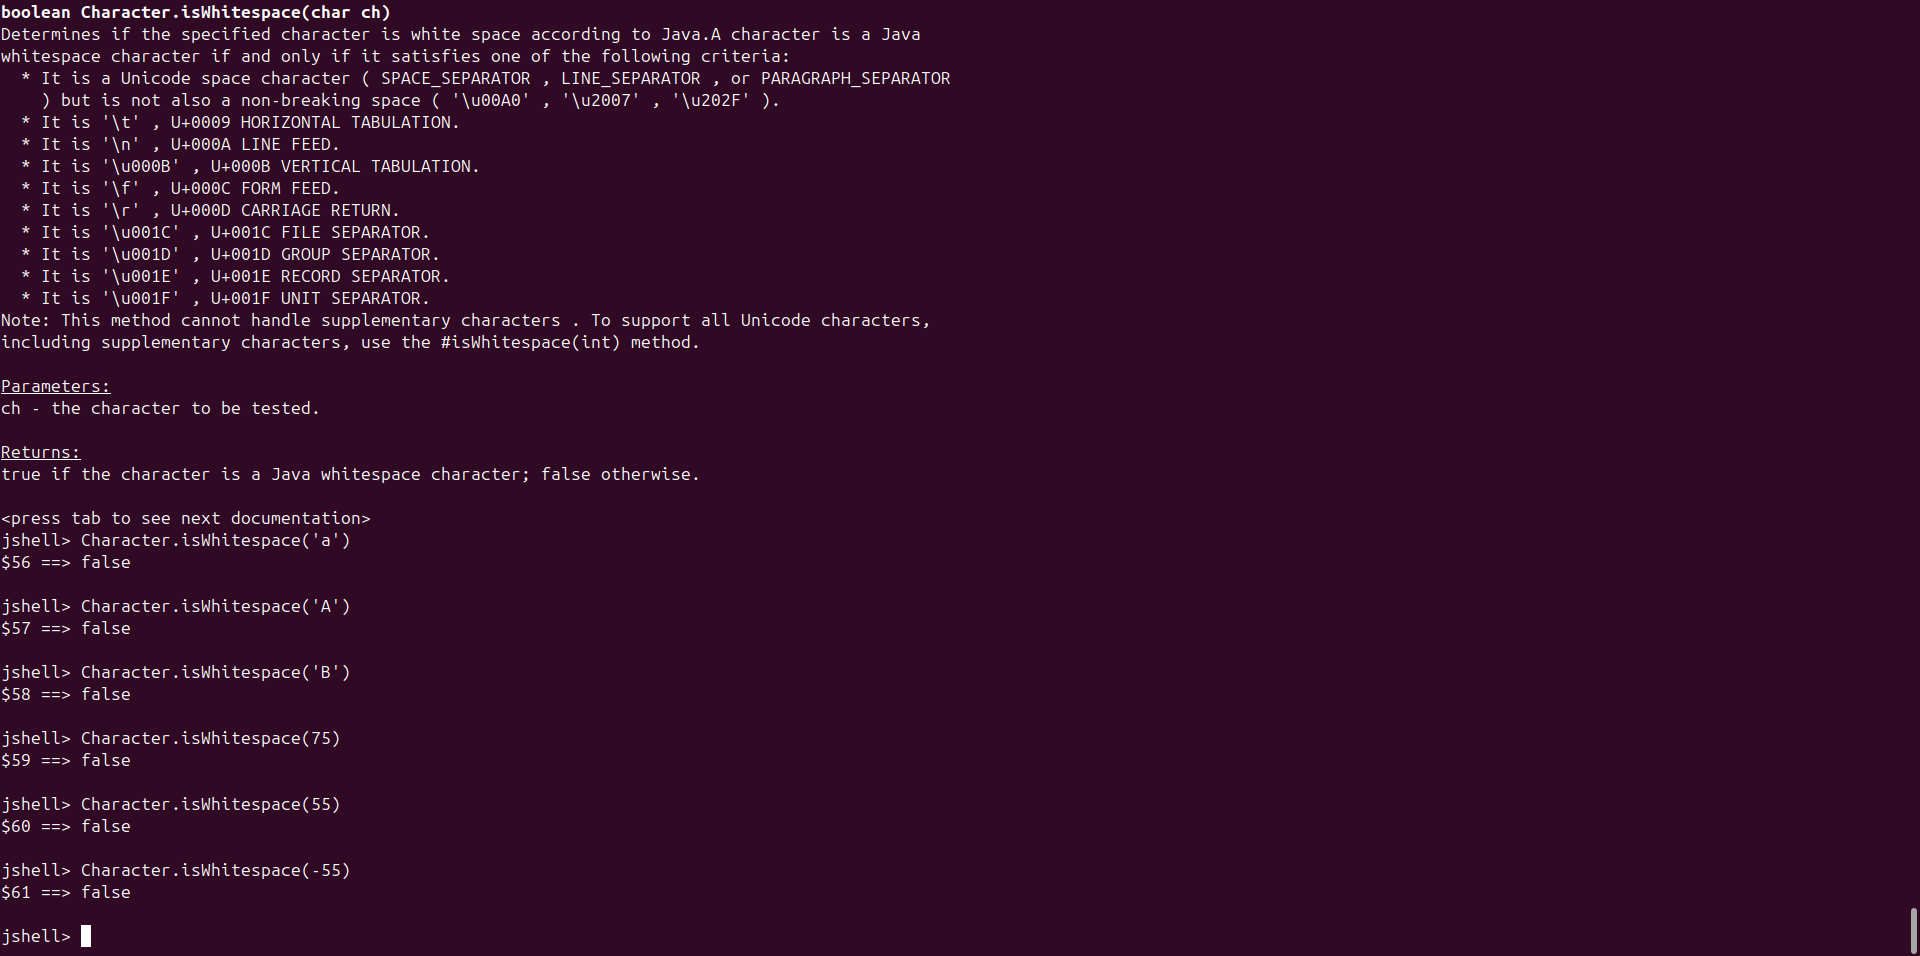 boolean Character.isWhitespace(char ch)
Determines if the specified character is white space according to Java.A character is a Java
whitespace character if and only if it satisfies one of the following criteria:
  * It is a Unicode space character ( SPACE_SEPARATOR , LINE_SEPARATOR , or PARAGRAPH_SEPARATOR
    ) but is not also a non-breaking space ( '\u00A0' , '\u2007' , '\u202F' ).
  * It is '\t' , U+0009 HORIZONTAL TABULATION.
  * It is '\n' , U+000A LINE FEED.
  * It is '\u000B' , U+000B VERTICAL TABULATION.
  * It is '\f' , U+000C FORM FEED.
  * It is '\r' , U+000D CARRIAGE RETURN.
  * It is '\u001C' , U+001C FILE SEPARATOR.
  * It is '\u001D' , U+001D GROUP SEPARATOR.
  * It is '\u001E' , U+001E RECORD SEPARATOR.
  * It is '\u001F' , U+001F UNIT SEPARATOR.
Note: This method cannot handle supplementary characters . To support all Unicode characters,
including supplementary characters, use the #isWhitespace(int) method.

Parameters:
ch - the character to be tested.

Returns:
true if the character is a Java whitespace character; false otherwise.

<press tab to see next documentation>
jshell> Character.isWhitespace('a')
$56 ==> false

jshell> Character.isWhitespace('A')
$57 ==> false

jshell> Character.isWhitespace('B')
$58 ==> false

jshell> Character.isWhitespace(75)
$59 ==> false

jshell> Character.isWhitespace(55)
$60 ==> false

jshell> Character.isWhitespace(-55)
$61 ==> false

jshell>